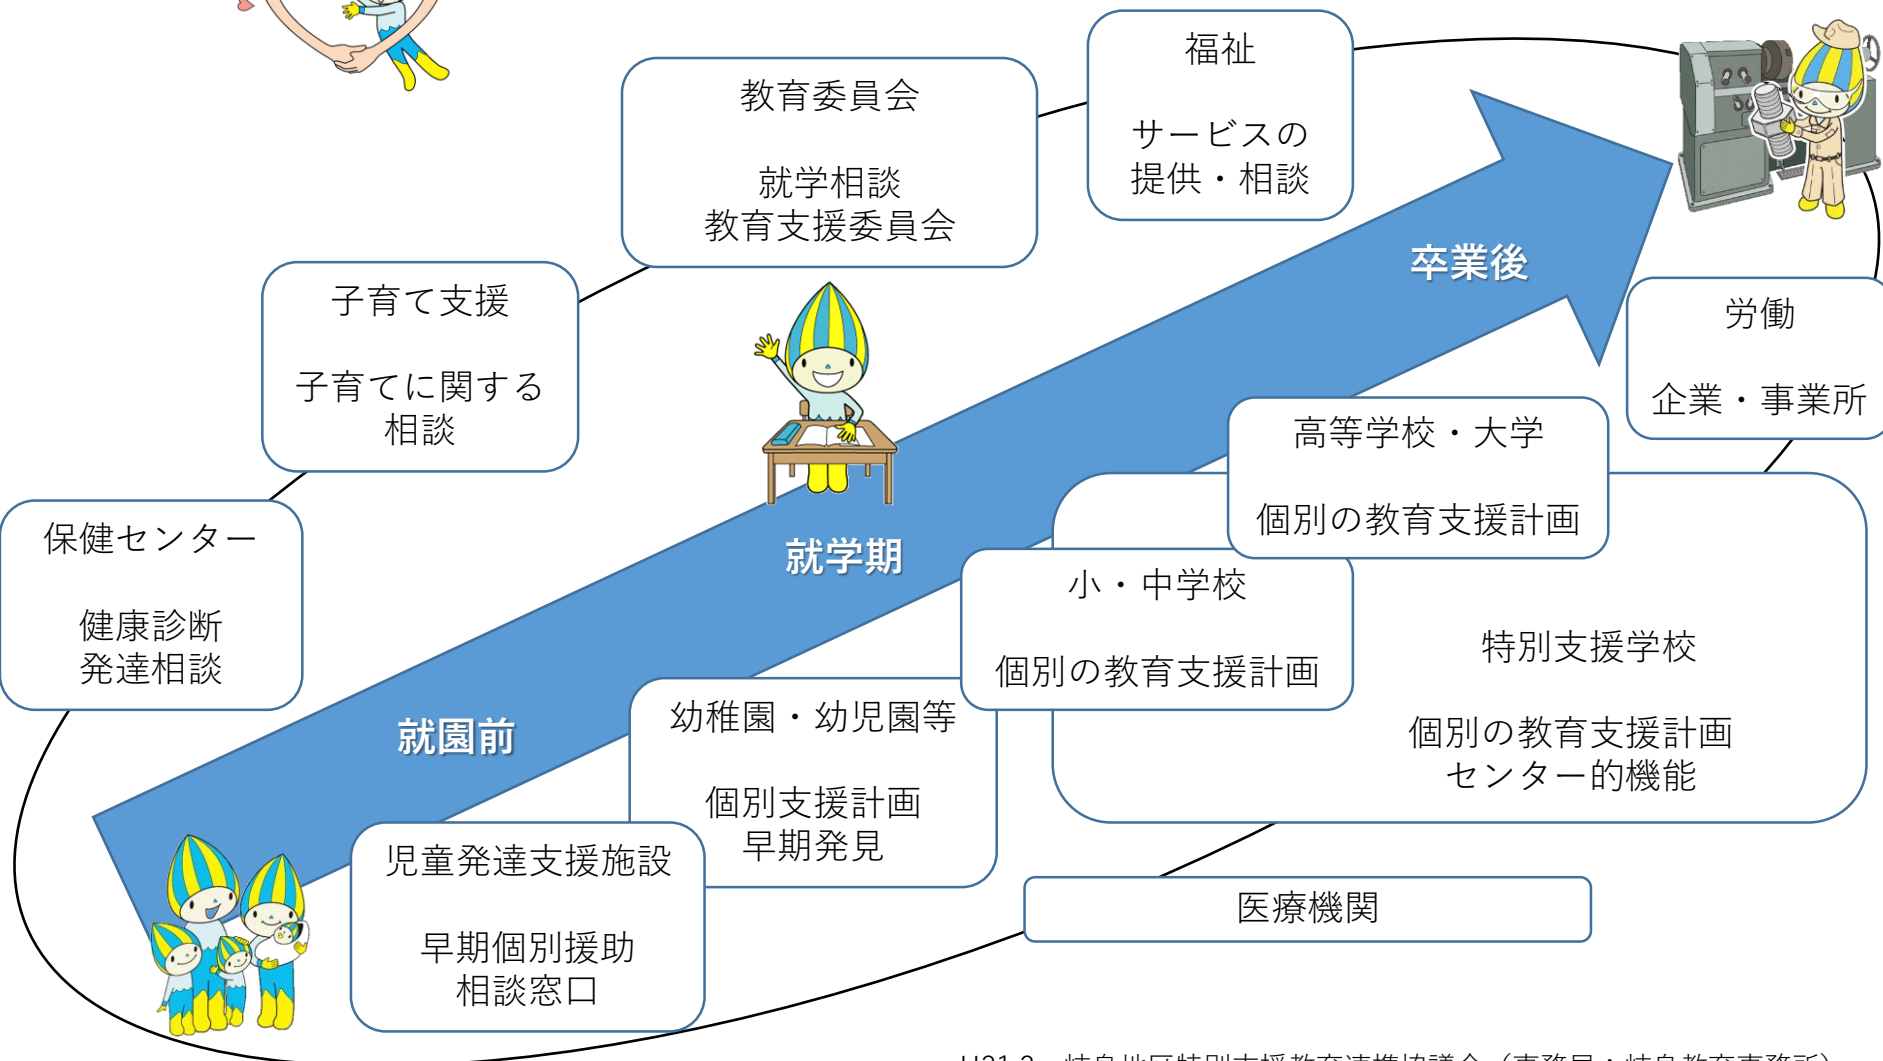 福祉
サービスの
提供・相談
教育委員会
就学相談
教育支援委員会
卒業後
子育て支援
子育てに関する
相談
労働
企業・事業所
高等学校・大学
個別の教育支援計画
保健センター
健康診断
発達相談
就学期
小・中学校
個別の教育支援計画
特別支援学校
個別の教育支援計画
センター的機能
就園前
幼稚園・幼児園等
個別支援計画
早期発見
児童発達支援施設
早期個別援助
相談窓口
医療機関